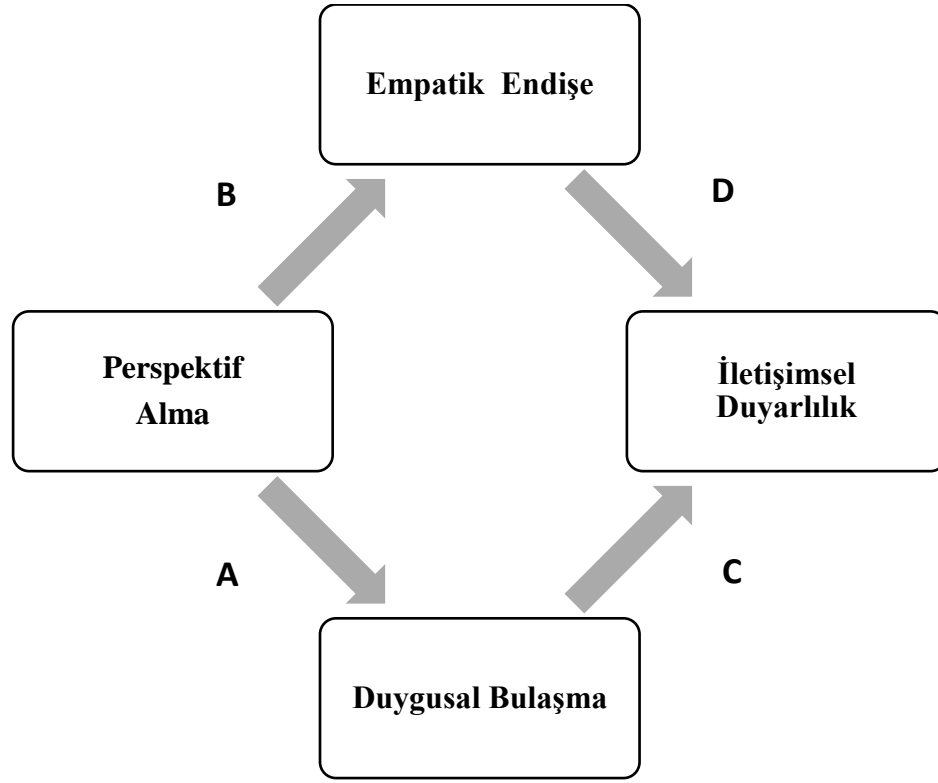 Empatik Endişe
B
D
Perspektif
Alma
İletişimsel
Duyarlılık
A
C
Duygusal Bulaşma